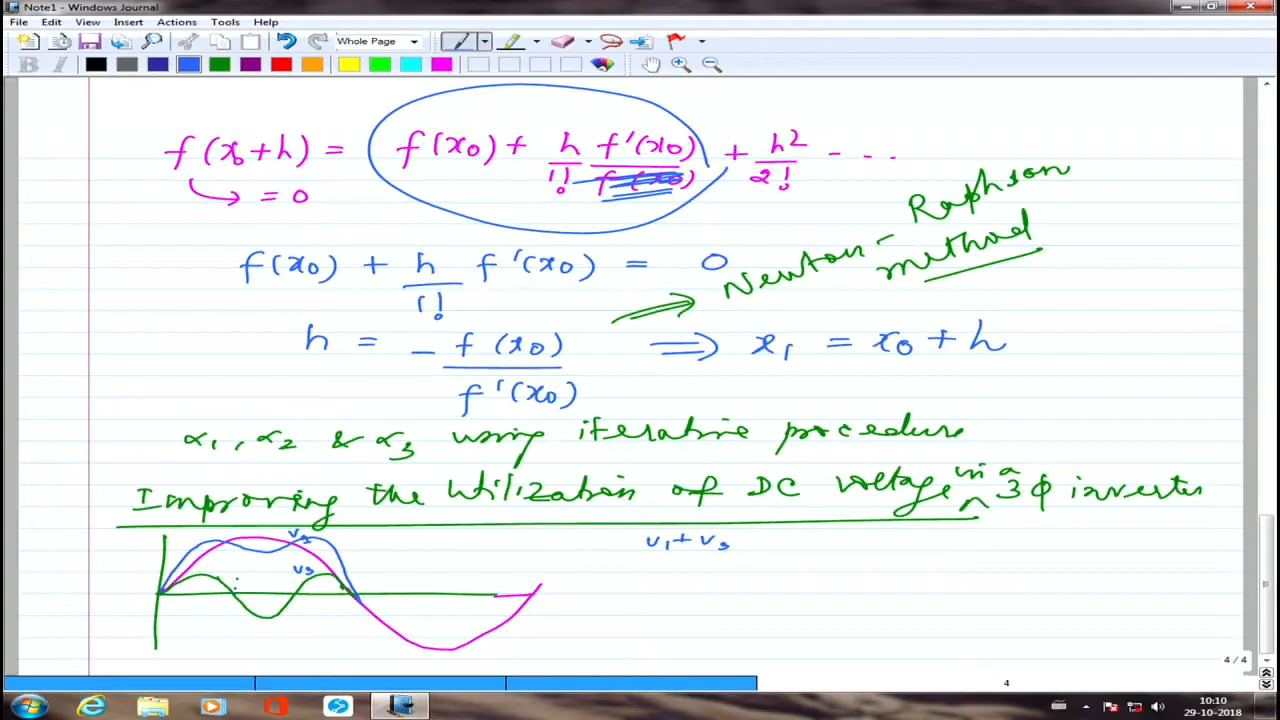 Note1 - Windows Journal
File Edit View Insert Actions Tools Help
Whole Page
B I
f(x₀+h) = f(x₀) + h/1! f'(x₀)/f(x₀) + h²/2! - - ...
→ = 0
f(x₀) + h/1! f'(x₀) = 0
Newton-Raphson
method
h = - f(x₀)/f'(x₀) ⟹ x₁ = x₀ + h
α₁, α₂ & α₃ using iterative procedure
Improving the Utilization of DC voltage in a 3ϕ inverter
v₁ + v₃
v₃
4 / 4
4
10:10
29-10-2018